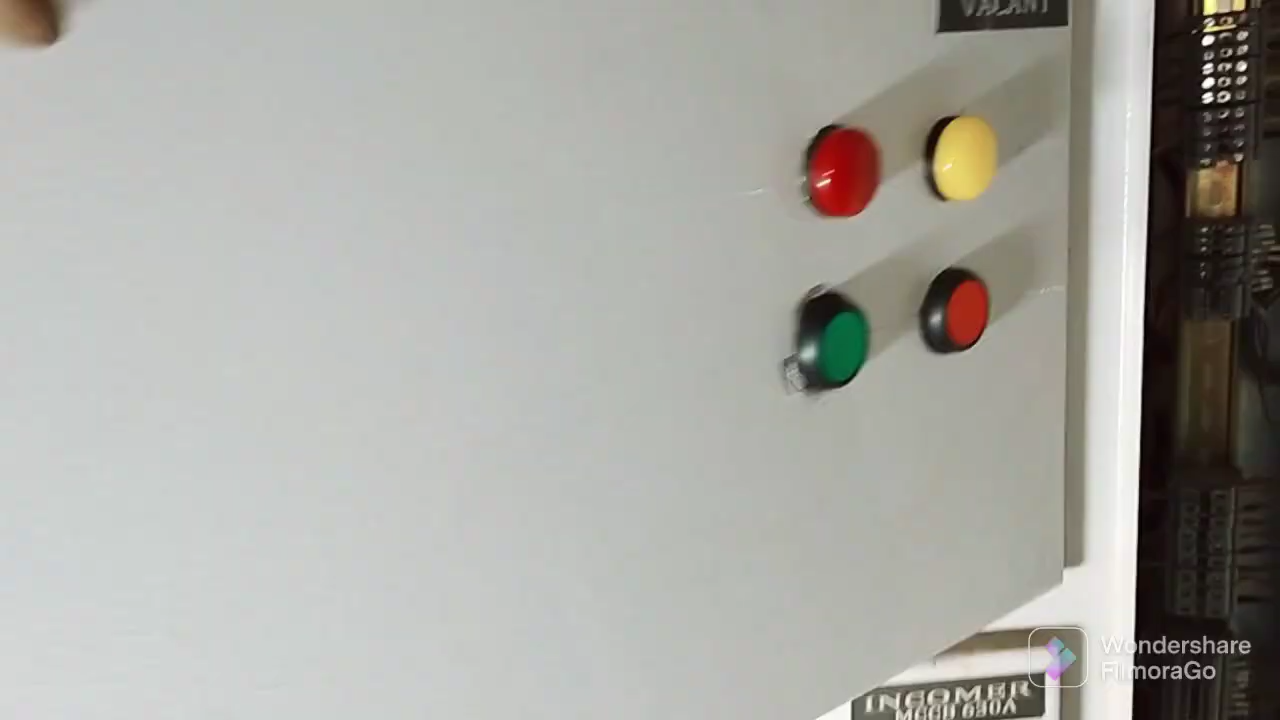 VACANT
Wondershare
FilmoraGo
INCOMER
MCCB 630A